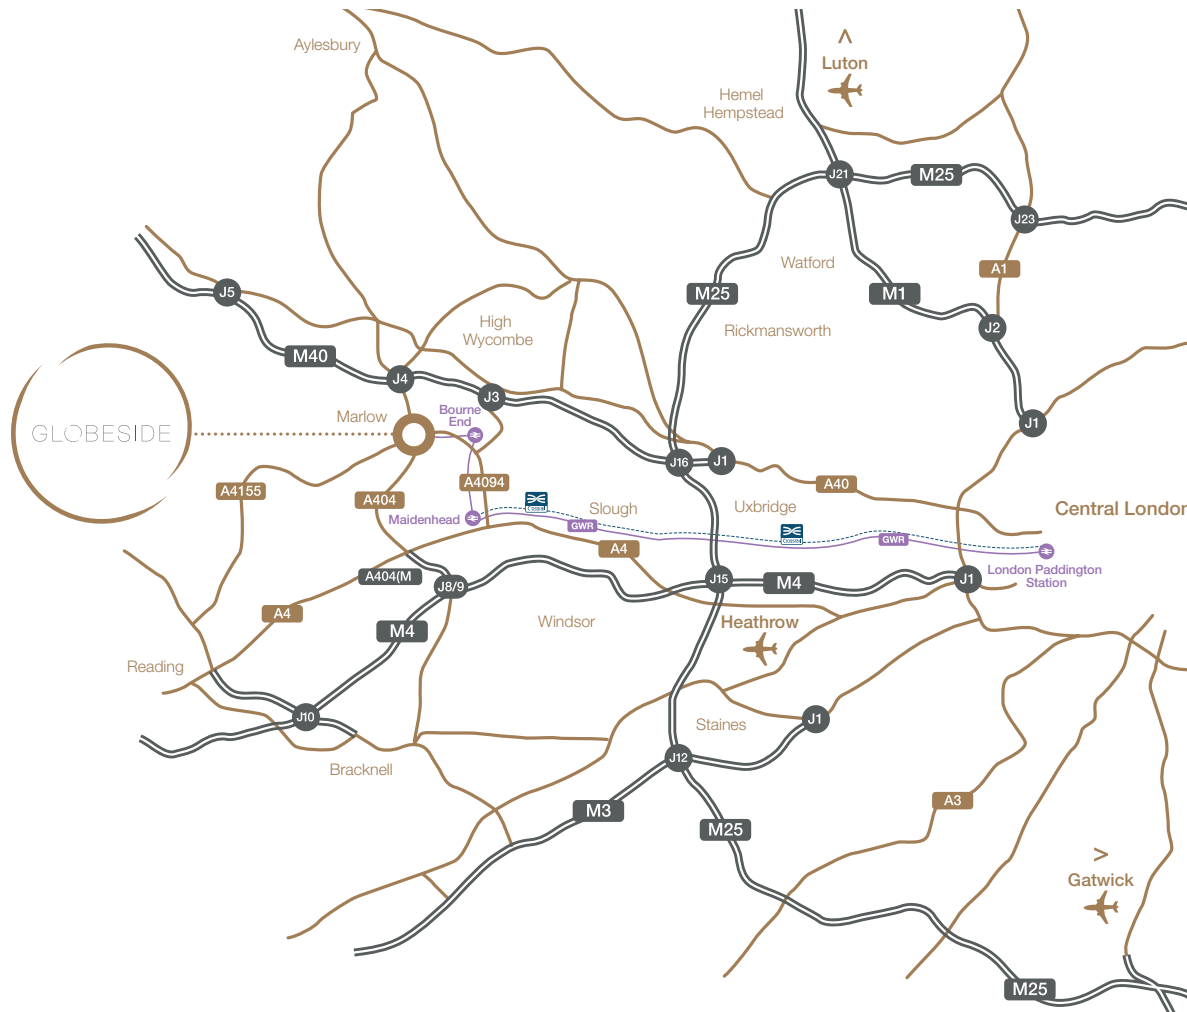 Aylesbury
>
Luton
Hemel
Hempstead
J21
M25
J23
Watford
A1
J5
M25
M1
High
Wycombe
Rickmansworth
J2
M40
J4
J3
Marlow
Bourne
End
J1
GLOBESIDE
J16
J1
A4155
A404
A4094
A40
Slough
Uxbridge
Central London
Maidenhead
Crossrail
GWR
Crossrail
GWR
A4
London Paddington
Station
A404(M
J8/9
J15
M4
J1
A4
M4
Windsor
Heathrow
Reading
J10
Staines
J1
Bracknell
J12
M3
A3
M25
>
Gatwick
M25